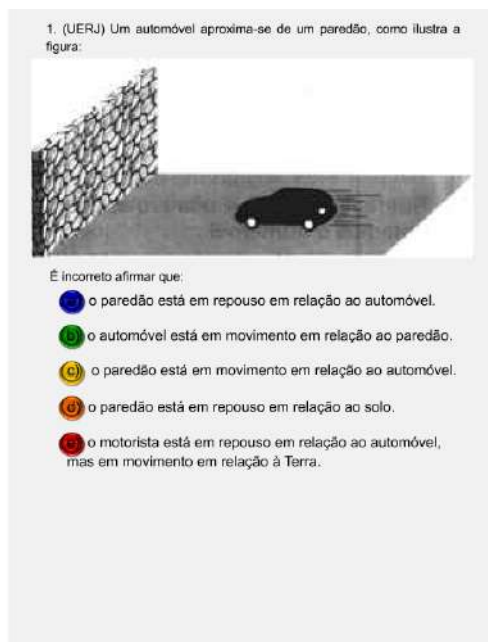 1. (UERJ) Um automóvel aproxima-se de um paredão, como ilustra a
figura:
É incorreto afirmar que:
a) o paredão está em repouso em relação ao automóvel.
b) o automóvel está em movimento em relação ao paredão.
c) o paredão está em movimento em relação ao automóvel.
d) o paredão está em repouso em relação ao solo.
e) o motorista está em repouso em relação ao automóvel,
mas em movimento em relação à Terra.